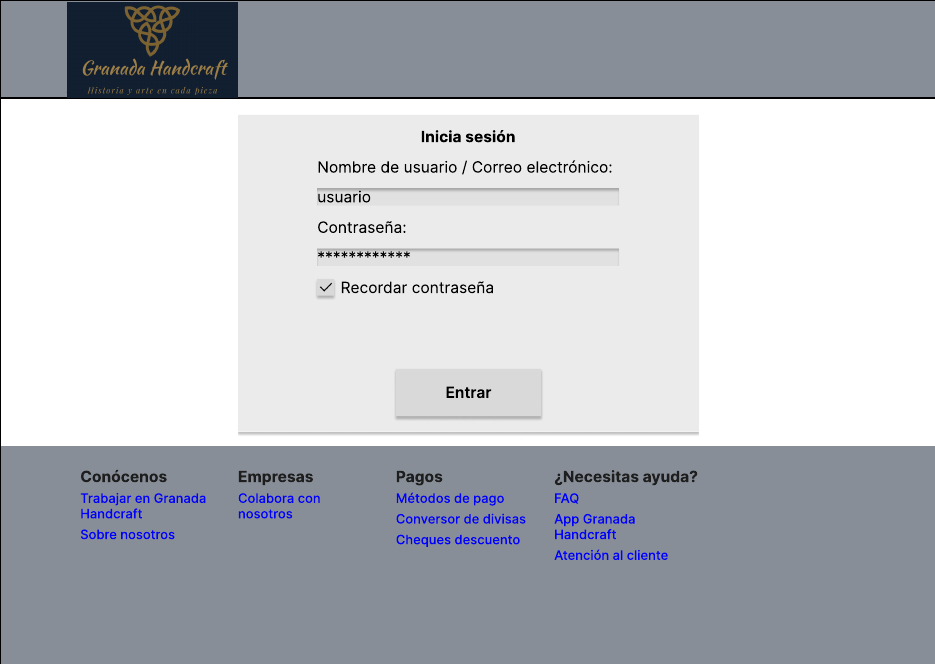 Granada Handcraft
Historia y arte en cada pieza
Inicia sesión
Nombre de usuario / Correo electrónico:
usuario
Contraseña:
************
Recordar contraseña
Entrar
Conócenos
Trabajar en Granada
Handcraft
Sobre nosotros
Empresas
Colabora con
nosotros
Pagos
Métodos de pago
Conversor de divisas
Cheques descuento
¿Necesitas ayuda?
FAQ
App Granada
Handcraft
Atención al cliente